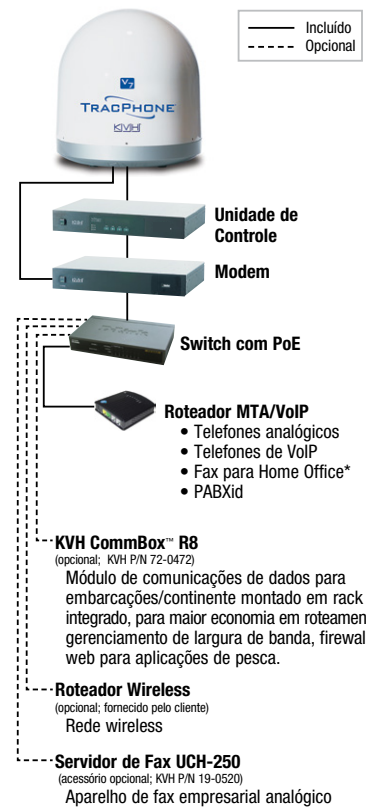 Incluído
Opcional
V7
TRACPHONE
KVH
Unidade de
Controle
Modem
Switch com PoE
Roteador MTA/VoIP
• Telefones analógicos
• Telefones de VoIP
• Fax para Home Office*
• PABXid
KVH CommBox™ R8
(opcional; KVH P/N 72-0472)
Módulo de comunicações de dados para
embarcações/continente montado em rack
integrado, para maior economia em roteamen
gerenciamento de largura de banda, firewal
web para aplicações de pesca.
Roteador Wireless
(opcional; fornecido pelo cliente)
Rede wireless
Servidor de Fax UCH-250
(acessório opcional; KVH P/N 19-0520)
Aparelho de fax empresarial analógico